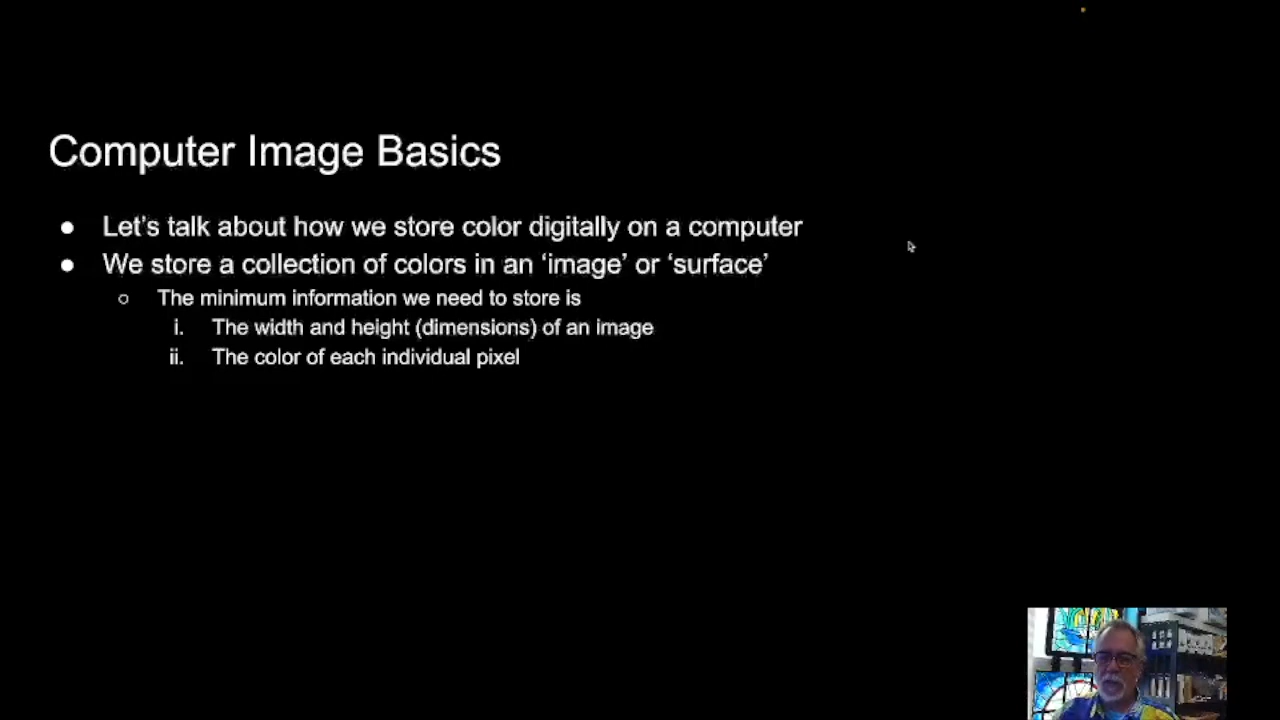 Computer Image Basics
● Let’s talk about how we store color digitally on a computer
● We store a collection of colors in an ‘image’ or ‘surface’
○ The minimum information we need to store is
i. The width and height (dimensions) of an image
ii. The color of each individual pixel